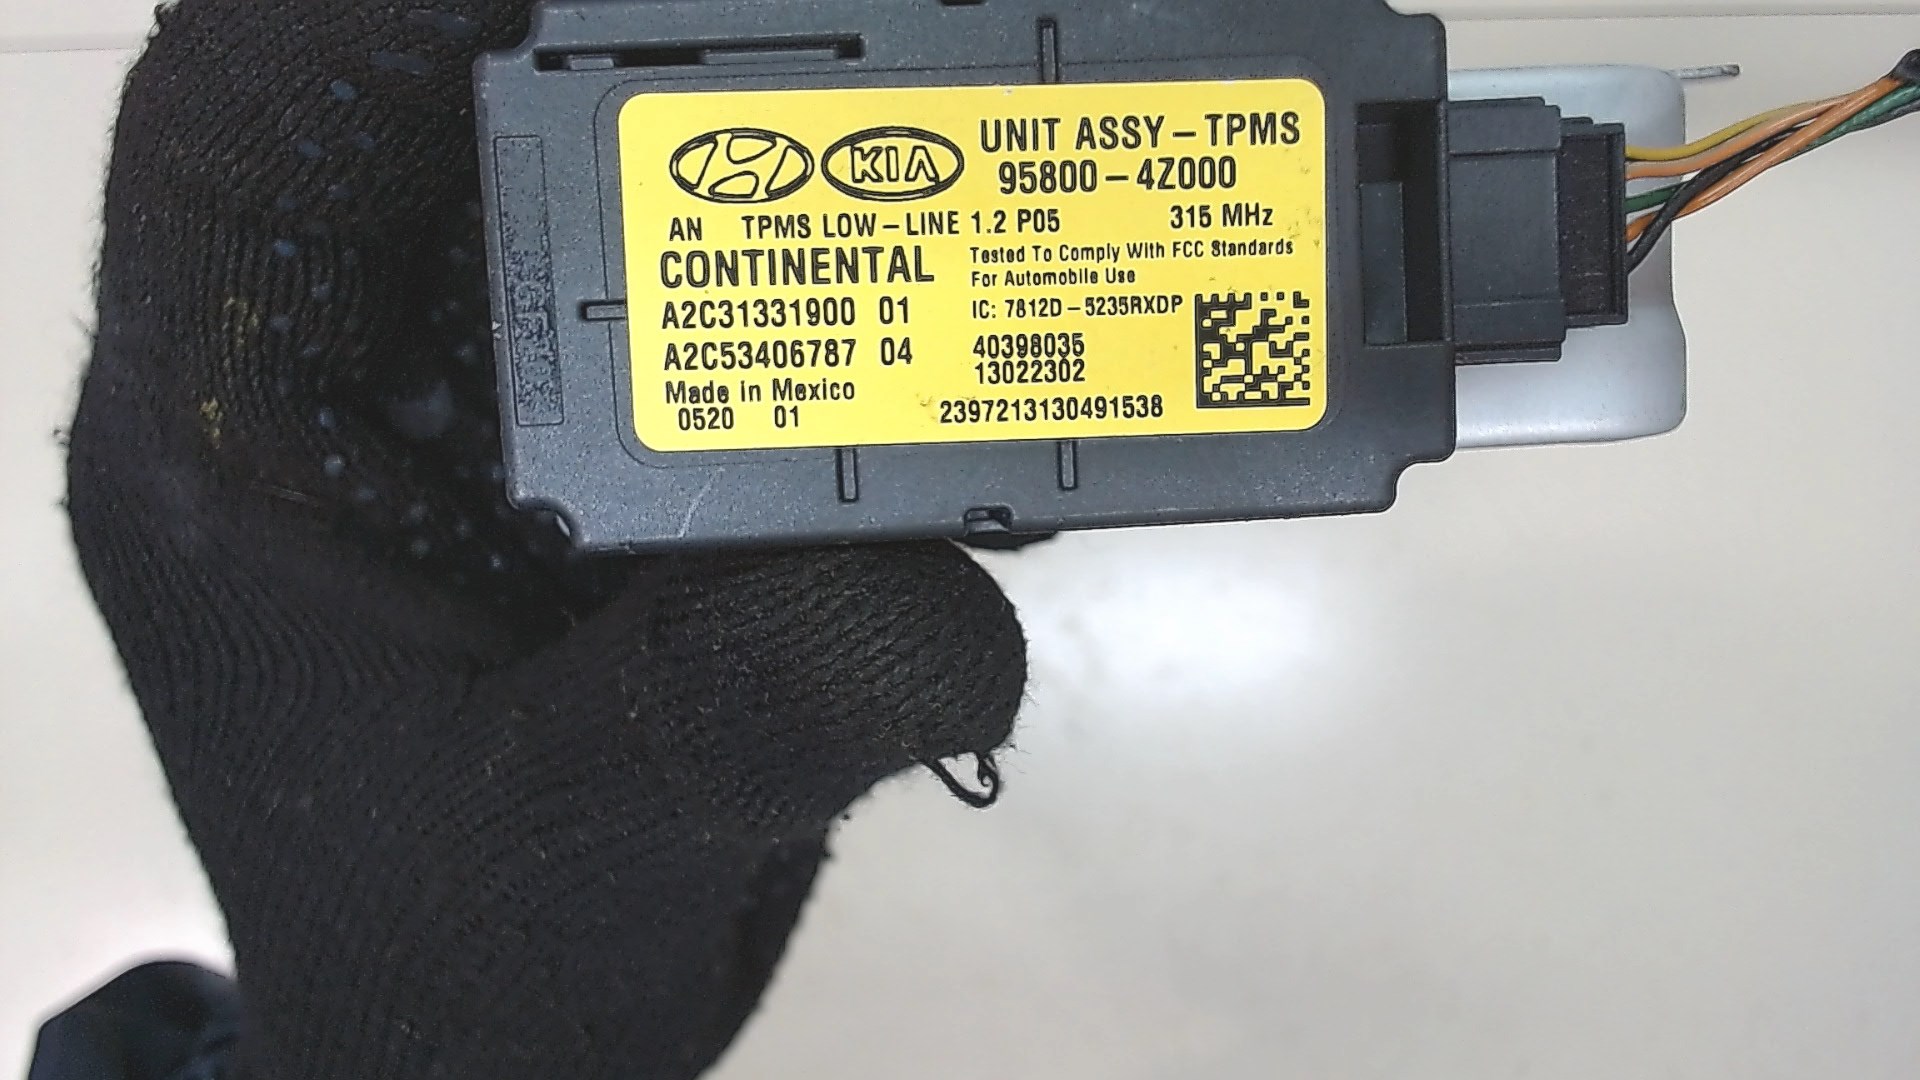 KIA
UNIT ASSY-TPMS
95800-4Z000
AN TPMS LOW-LINE 1.2 P05 315 MHz
CONTINENTAL
Tested To Comply With FCC Standards
For Automobile Use
A2C31331900 01
IC: 7812D-5235RXDP
A2C53406787 04
40398035
13022302
Made in Mexico
0520 01
2397213130491538